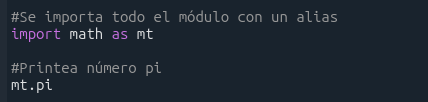 #Se importa todo el módulo con un alias
import math as mt
#Printea número pi
mt.pi